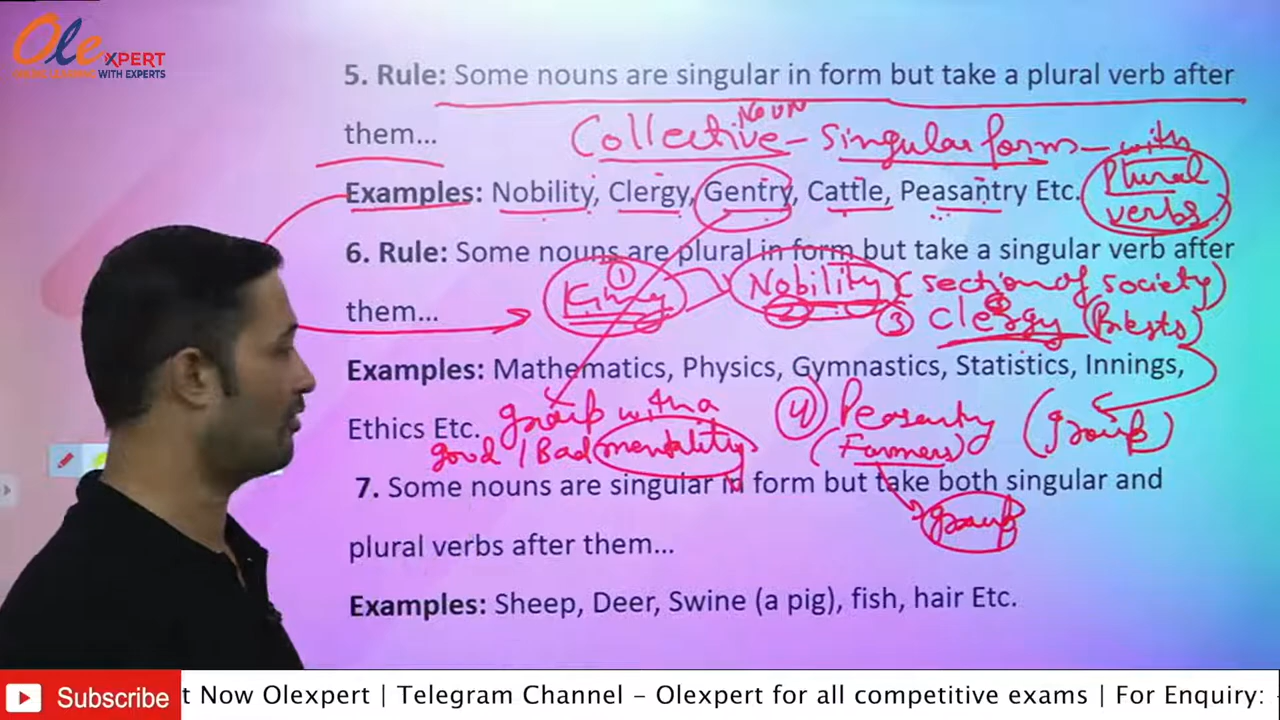 Olexpert
ONLINE LEARNING WITH EXPERTS
5. Rule: Some nouns are singular in form but take a plural verb after
them...
Collective Noun - Singular form - with
Plural
verbs
Examples: Nobility, Clergy, Gentry, Cattle, Peasantry Etc.
6. Rule: Some nouns are plural in form but take a singular verb after
them...
1
King
Nobility (section of society)
2
3 Clergy (Priests)
Examples: Mathematics, Physics, Gymnastics, Statistics, Innings,
Ethics Etc.
group with a
good / Bad mentality
4 Peasantry (group)
(Farmers)
group
7. Some nouns are singular in form but take both singular and
plural verbs after them...
Examples: Sheep, Deer, Swine (a pig), fish, hair Etc.
Subscribe
t Now Olexpert | Telegram Channel – Olexpert for all competitive exams | For Enquiry: